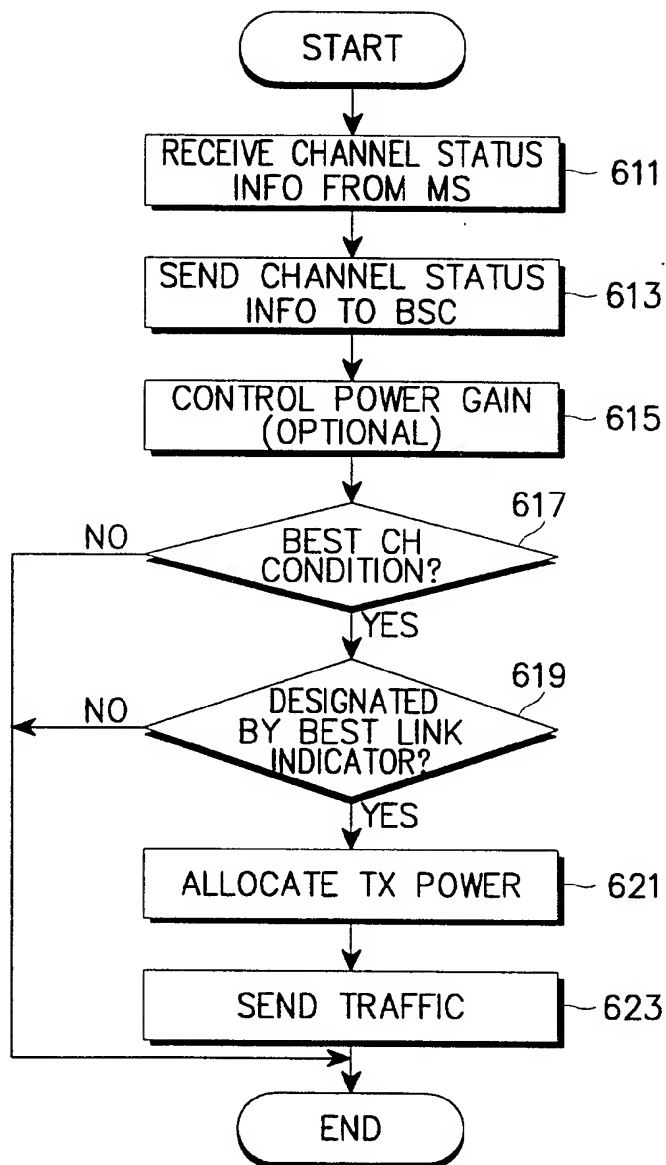 START
RECEIVE CHANNEL STATUS
INFO FROM MS
611
SEND CHANNEL STATUS
INFO TO BSC
613
CONTROL POWER GAIN
(OPTIONAL)
615
617
NO
BEST CH
CONDITION?
YES
619
NO
DESIGNATED
BY BEST LINK
INDICATOR?
YES
ALLOCATE TX POWER
621
SEND TRAFFIC
623
END